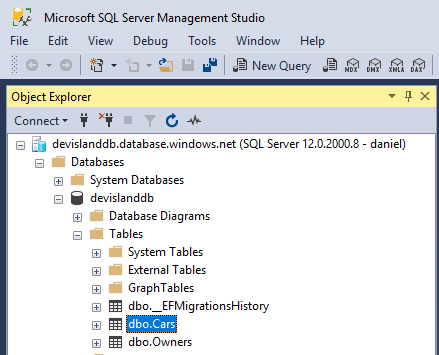 Microsoft SQL Server Management Studio
File Edit View Debug Tools Window Help
New Query MDX DMX XMLA DAX
Object Explorer
Connect
devislanddb.database.windows.net (SQL Server 12.0.2000.8 - daniel)
Databases
System Databases
devislanddb
Database Diagrams
Tables
System Tables
External Tables
GraphTables
dbo.__EFMigrationsHistory
dbo.Cars
dbo.Owners